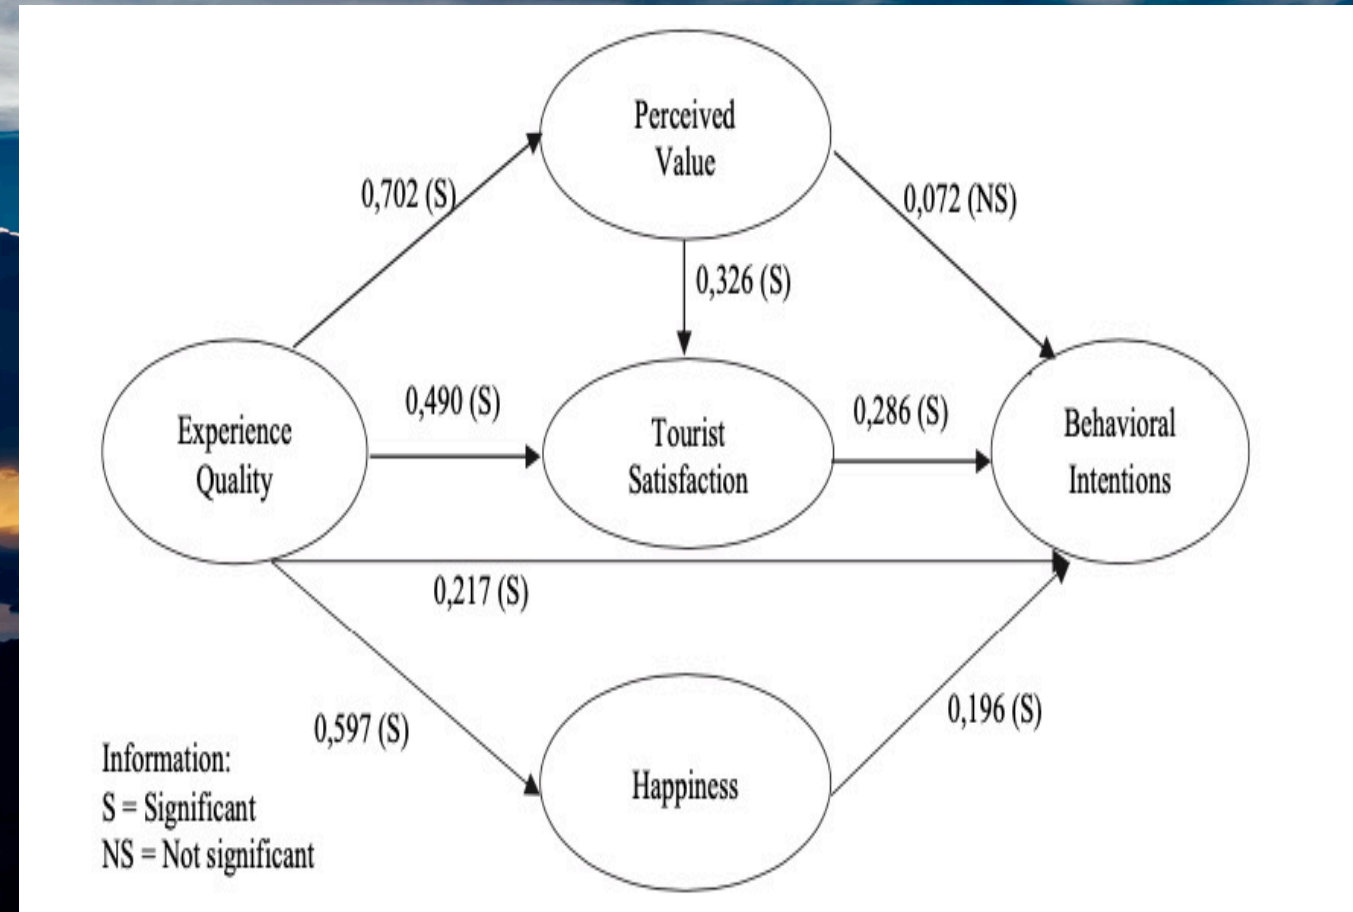 Perceived
Value
0,702 (S)
0,072 (NS)
0,326 (S)
Experience
Quality
0,490 (S)
Tourist
Satisfaction
0,286 (S)
Behavioral
Intentions
0,217 (S)
0,597 (S)
Happiness
0,196 (S)
Information:
S = Significant
NS = Not significant